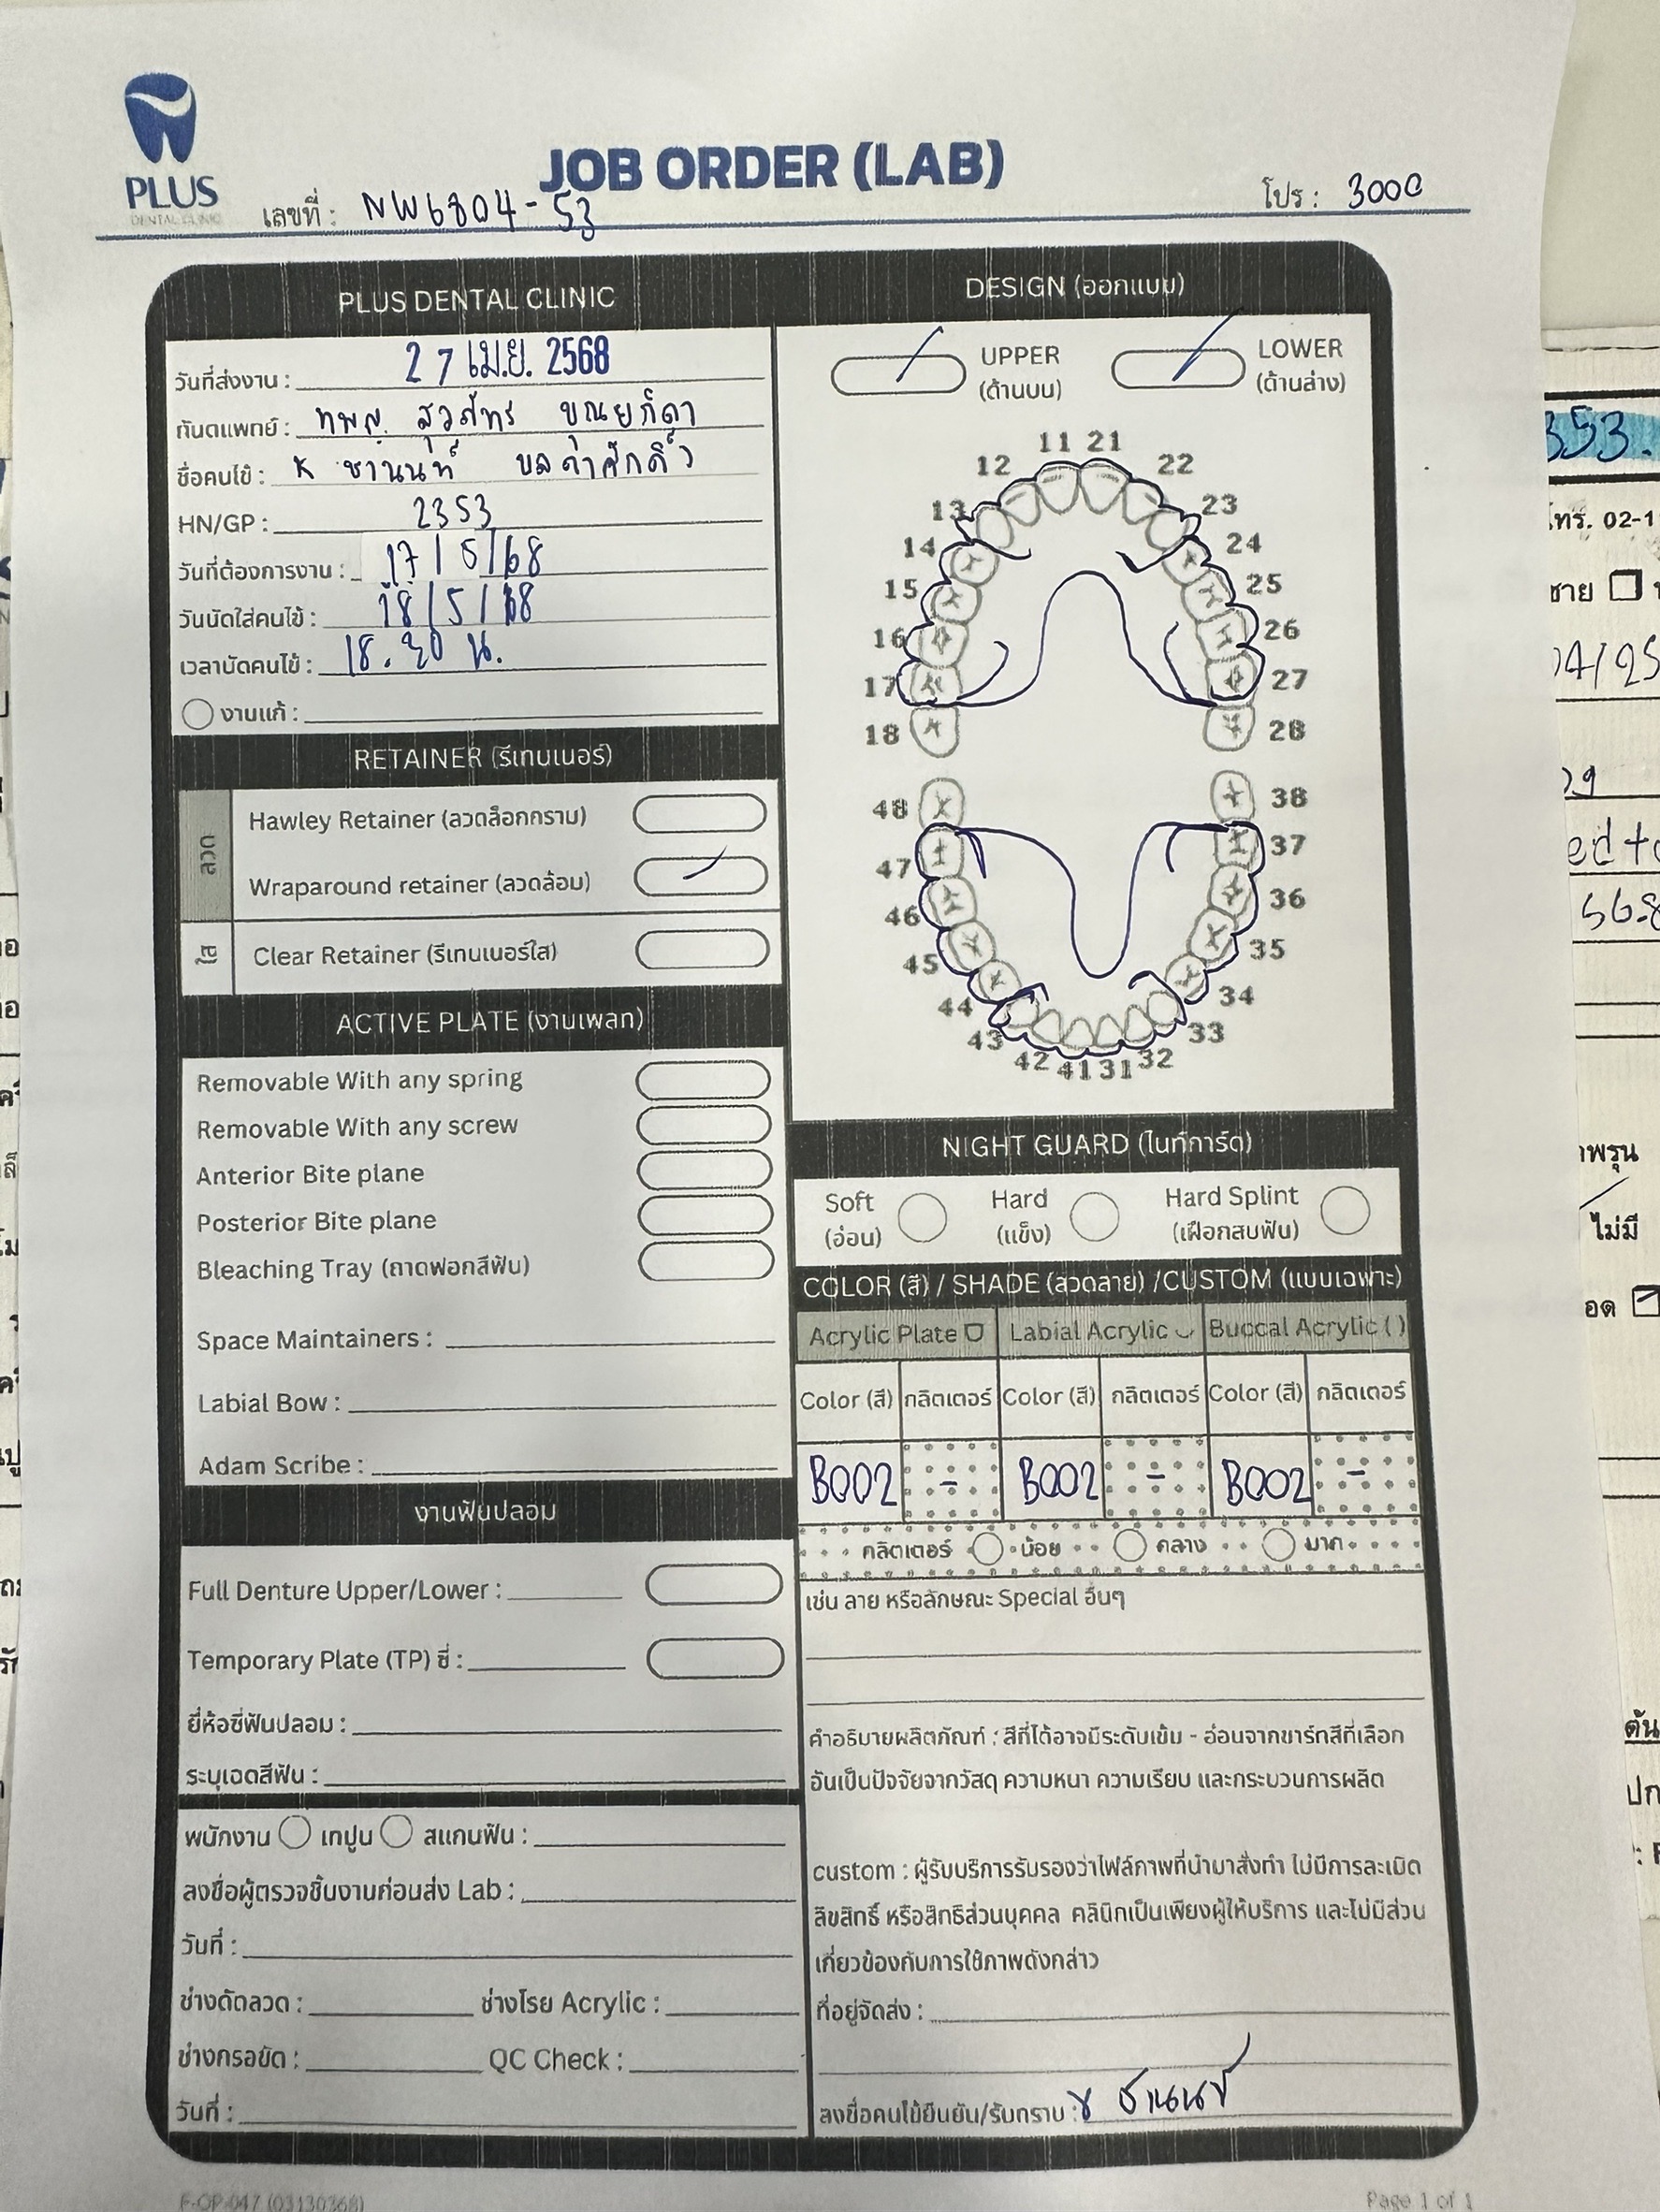 PLUS
DENTAL CLINIC
JOB ORDER (LAB)
เลขที่ : NW6804-53
โปร : 3000
PLUS DENTAL CLINIC
วันที่ส่งงาน : 27 เม.ย. 2568
ทันตแพทย์ : ทพญ. สุวภัทร
ชื่อคนไข้ : ชานนท์
HN/GP : 2353
วันที่ต้องการงาน : 17/5/68
วันนัดใส่คนไข้ : 18/5/68
เวลานัดคนไข้ : 18.30 น.
งานแก้ :
RETAINER (รีเทนเนอร์)
ลวด
Hawley Retainer (ลวดล็อกกราม)
Wraparound retainer (ลวดล้อม)
ใส
Clear Retainer (รีเทนเนอร์ใส)
ACTIVE PLATE (งานเพลท)
Removable With any spring
Removable With any screw
Anterior Bite plane
Posterior Bite plane
Bleaching Tray (ถาดฟอกสีฟัน)
Space Maintainers :
Labial Bow :
Adam Scribe :
งานฟันปลอม
Full Denture Upper/Lower :
Temporary Plate (TP) ซี่ :
ยี่ห้อซี่ฟันปลอม :
ระบุเฉดสีฟัน :
พนักงาน เทปูน สแกนฟัน :
ลงชื่อผู้ตรวจชิ้นงานก่อนส่ง Lab :
วันที่ :
ช่างดัดลวด : ช่างโรย Acrylic :
ช่างกรอขัด : QC Check :
วันที่ :
DESIGN (ออกแบบ)
UPPER (ด้านบน)
LOWER (ด้านล่าง)
11 21
12 22
13 23
14 24
15 25
16 26
17 27
18 28
48 38
47 37
46 36
45 35
44 34
43 33
42 41 31 32
NIGHT GUARD (ไนท์การ์ด)
Soft (อ่อน)
Hard (แข็ง)
Hard Splint (เฝือกสบฟัน)
COLOR (สี) / SHADE (ลวดลาย) /CUSTOM (แบบเฉพาะ)
Acrylic Plate Labial Acrylic Buccal Acrylic ( )
Color (สี) กลิตเตอร์ Color (สี) กลิตเตอร์ Color (สี) กลิตเตอร์
B002 - B002 - B002 -
กลิตเตอร์ น้อย กลาง มาก
เช่น ลาย หรือลักษณะ Special อื่นๆ
คำอธิบายผลิตภัณฑ์ : สีที่ได้อาจมีระดับเข้ม - อ่อนจากชาร์ทสีที่เลือก
อันเป็นปัจจัยจากวัสดุ ความหนา ความเรียบ และกระบวนการผลิต
custom : ผู้รับบริการรับรองว่าไฟล์ภาพที่นำมาสั่งทำ ไม่มีการละเมิด
ลิขสิทธิ์ หรือสิทธิส่วนบุคคล คลินิกเป็นเพียงผู้ให้บริการ และไม่มีส่วน
เกี่ยวข้องกับการใช้ภาพดังกล่าว
ที่อยู่จัดส่ง :
ลงชื่อคนไข้ยืนยัน/รับทราบ : ชานนท์
F-OP-047 (03130368)
Page 1 of 1
353.
โทร. 02-1
ชาย
04/25
ไม่มี